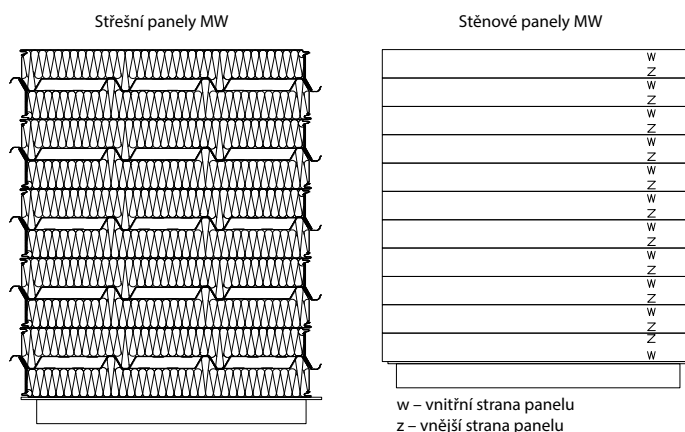 Střešní panely MW
Stěnové panely MW
W
Z
W
Z
W
Z
W
Z
W
Z
W
Z
W
Z
W
Z
W
Z
W
Z
Z
W
w – vnitřní strana panelu
z – vnější strana panelu